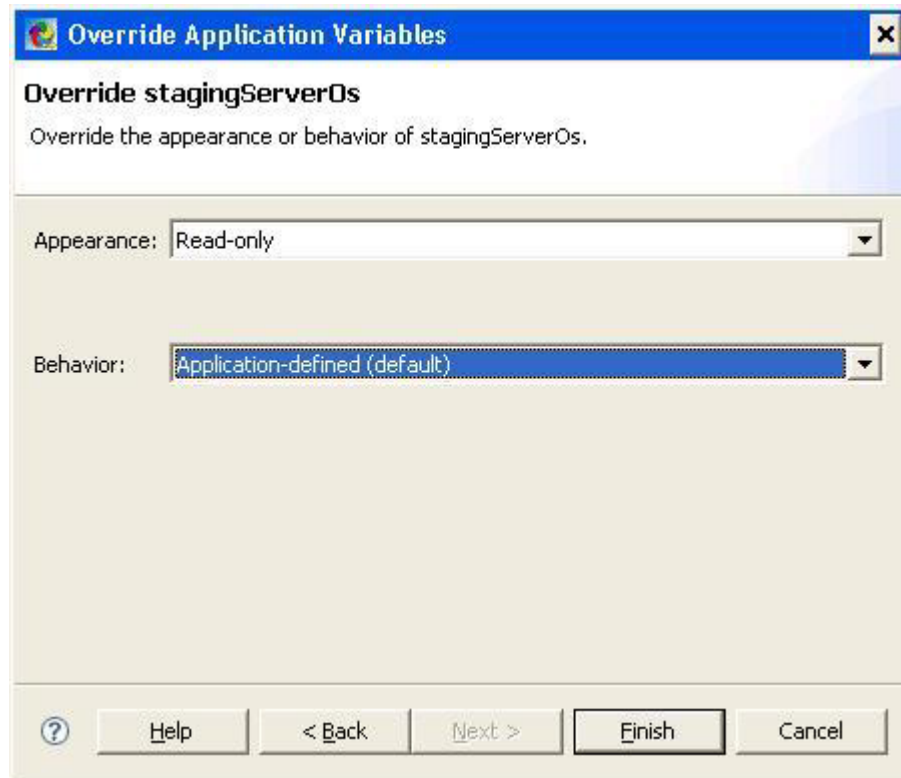 Override Application Variables
Override stagingServerOs
Override the appearance or behavior of stagingServerOs.
Appearance: Read-only
Behavior: Application-defined (default)
Help < Back Next > Finish Cancel